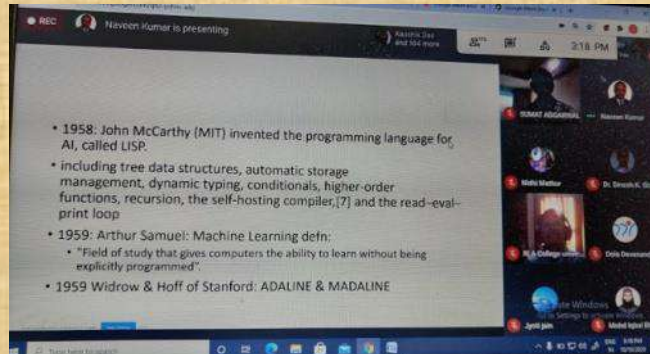 REC
Naveen Kumar is presenting
and 104 more
3:18 PM
• 1958: John McCarthy (MIT) invented the programming language for
AI, called LISP.
• including tree data structures, automatic storage
management, dynamic typing, conditionals, higher-order
functions, recursion, the self-hosting compiler,[7] and the read–eval–
print loop
• 1959: Arthur Samuel: Machine Learning defn:
• "Field of study that gives computers the ability to learn without being
explicitly programmed".
• 1959 Widrow & Hoff of Stanford: ADALINE & MADALINE
SUMAT AGGARWAL
Naveen Kumar
Nidhi Mathur
Dr. Dinesh K.
Jyoti jain
Mohd Iqbal